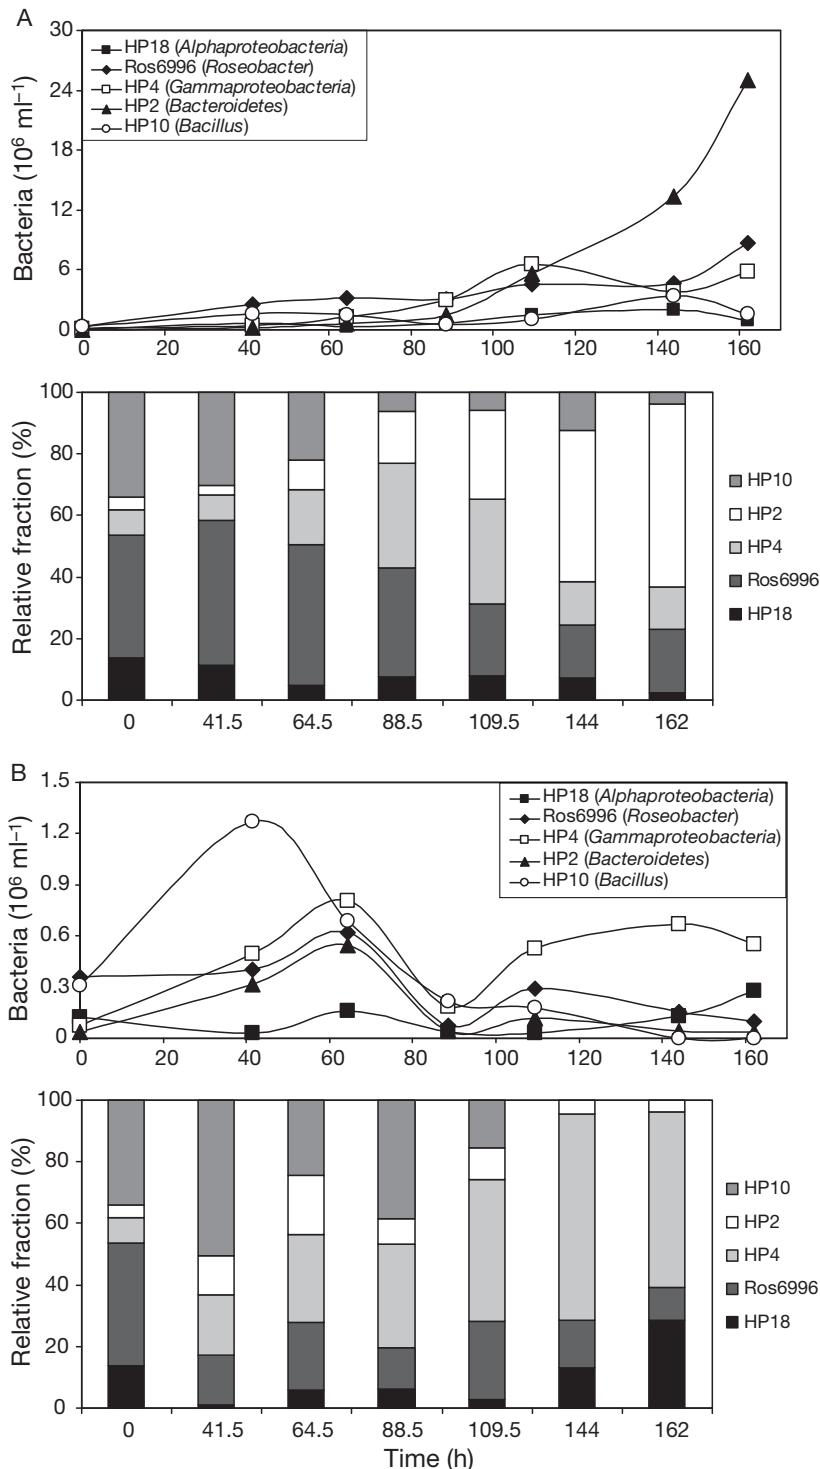 A
30
24
18
12
6
0
Bacteria (10⁶ ml⁻¹)
HP18 (Alphaproteobacteria)
Ros6996 (Roseobacter)
HP4 (Gammaproteobacteria)
HP2 (Bacteroidetes)
HP10 (Bacillus)
0 20 40 60 80 100 120 140 160
100
80
60
40
20
0
Relative fraction (%)
HP10
HP2
HP4
Ros6996
HP18
0 41.5 64.5 88.5 109.5 144 162
B
1.5
1.2
0.9
0.6
0.3
0
Bacteria (10⁶ ml⁻¹)
HP18 (Alphaproteobacteria)
Ros6996 (Roseobacter)
HP4 (Gammaproteobacteria)
HP2 (Bacteroidetes)
HP10 (Bacillus)
0 20 40 60 80 100 120 140 160
100
80
60
40
20
0
Relative fraction (%)
HP10
HP2
HP4
Ros6996
HP18
0 41.5 64.5 88.5 109.5 144 162
Time (h)